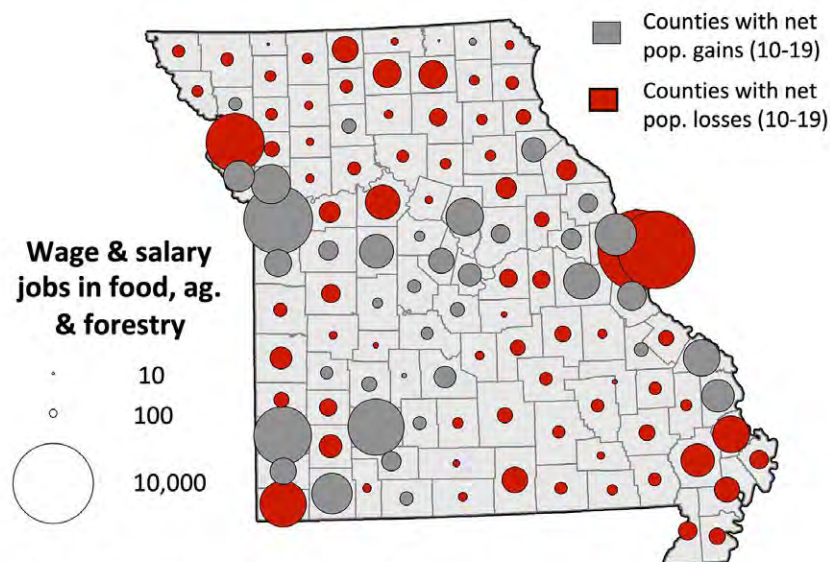 Counties with net
pop. gains (10-19)
Counties with net
pop. losses (10-19)
Wage & salary
jobs in food, ag.
& forestry
10
100
10,000